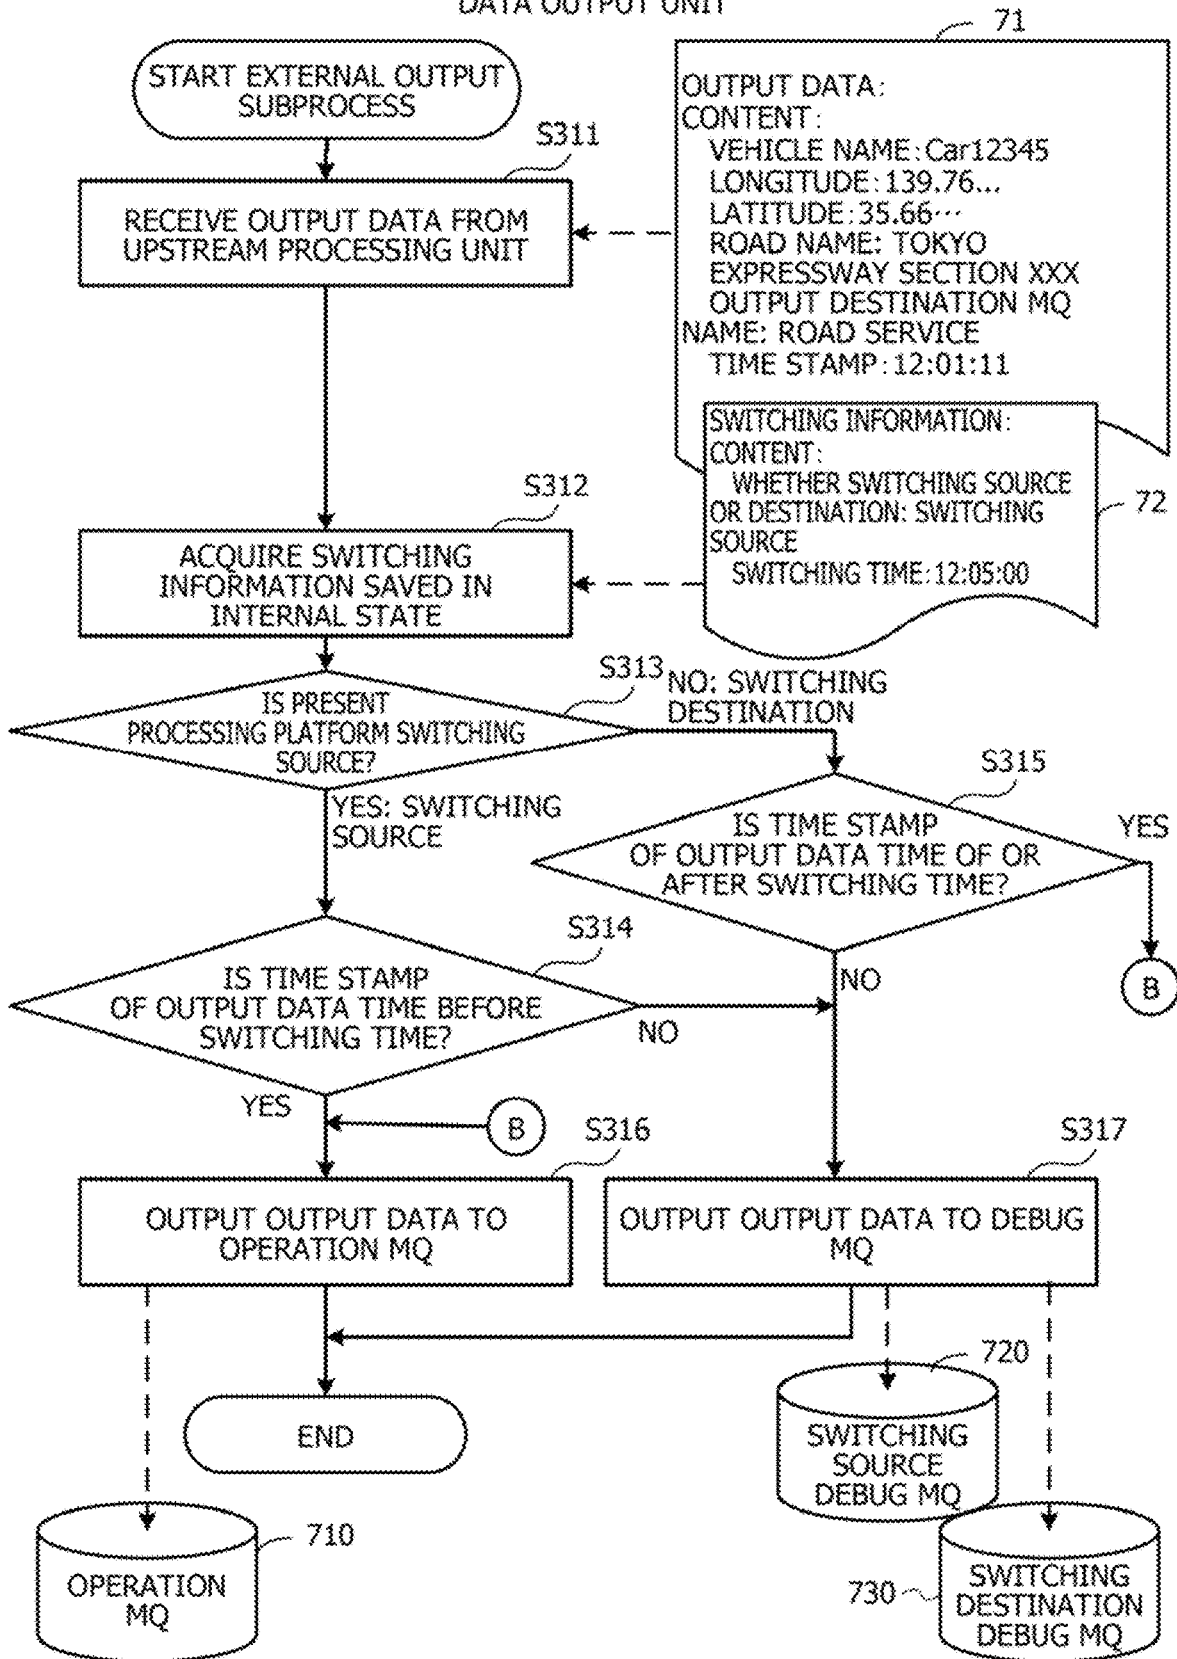 DATA OUTPUT UNIT
START EXTERNAL OUTPUT
SUBPROCESS
S311
RECEIVE OUTPUT DATA FROM
UPSTREAM PROCESSING UNIT
71
OUTPUT DATA:
CONTENT:
VEHICLE NAME:Car12345
LONGITUDE:139.76...
LATITUDE:35.66···
ROAD NAME: TOKYO
EXPRESSWAY SECTION XXX
OUTPUT DESTINATION MQ
NAME: ROAD SERVICE
TIME STAMP:12:01:11
SWITCHING INFORMATION:
CONTENT:
WHETHER SWITCHING SOURCE
OR DESTINATION: SWITCHING
SOURCE
SWITCHING TIME:12:05:00
72
S312
ACQUIRE SWITCHING
INFORMATION SAVED IN
INTERNAL STATE
S313
IS PRESENT
PROCESSING PLATFORM SWITCHING
SOURCE?
NO: SWITCHING
DESTINATION
YES: SWITCHING
SOURCE
S315
IS TIME STAMP
OF OUTPUT DATA TIME OF OR
AFTER SWITCHING TIME?
YES
B
NO
S314
IS TIME STAMP
OF OUTPUT DATA TIME BEFORE
SWITCHING TIME?
NO
YES
B
S316
OUTPUT OUTPUT DATA TO
OPERATION MQ
S317
OUTPUT OUTPUT DATA TO DEBUG
MQ
END
720
SWITCHING
SOURCE
DEBUG MQ
710
OPERATION
MQ
730
SWITCHING
DESTINATION
DEBUG MQ